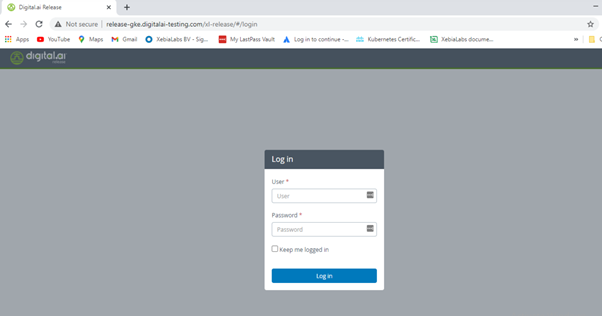 Digital.ai Release
Not secure | release-gke.digitalai-testing.com/xl-release/#/login
Apps YouTube Maps Gmail XebiaLabs BV - Sig... My LastPass Vault Log in to continue -... Kubernetes Certific... XebiaLabs docume... »
digital.ai
release
Log in
User *
User
Password *
Password
Keep me logged in
Log in